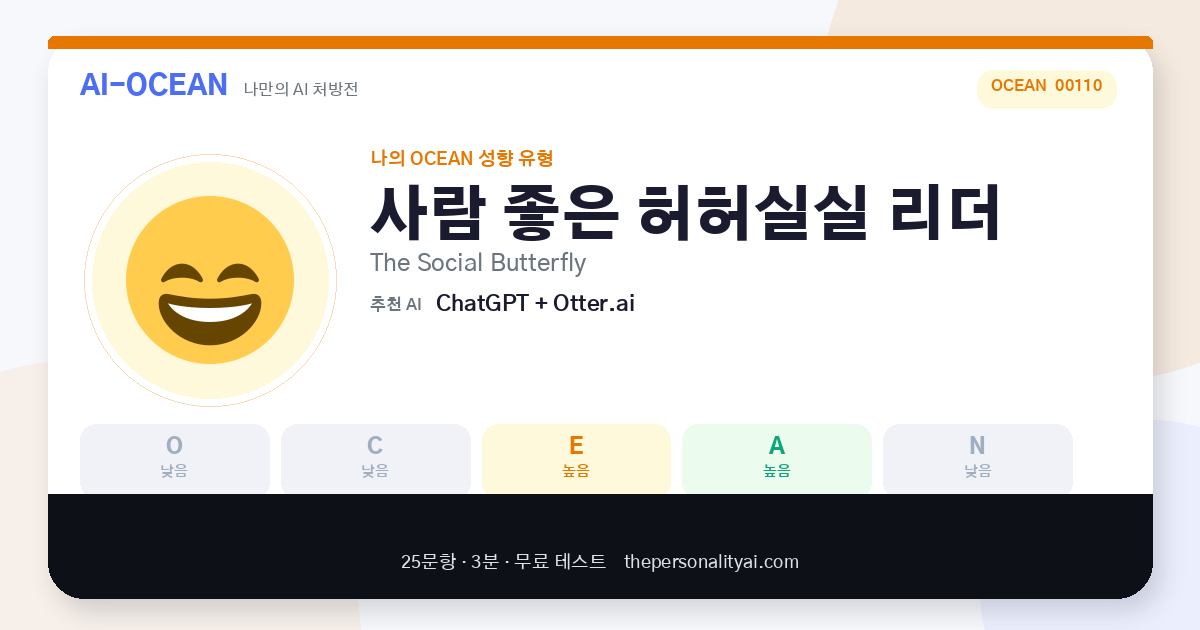 AI-OCEAN 나만의 AI 처방전
OCEAN 00110
나의 OCEAN 성향 유형
사람 좋은 허허실실 리더
The Social Butterfly
추천 AI ChatGPT + Otter.ai
O
낮음
C
낮음
E
높음
A
높음
N
낮음
25문항 · 3분 · 무료 테스트 thepersonalityai.com